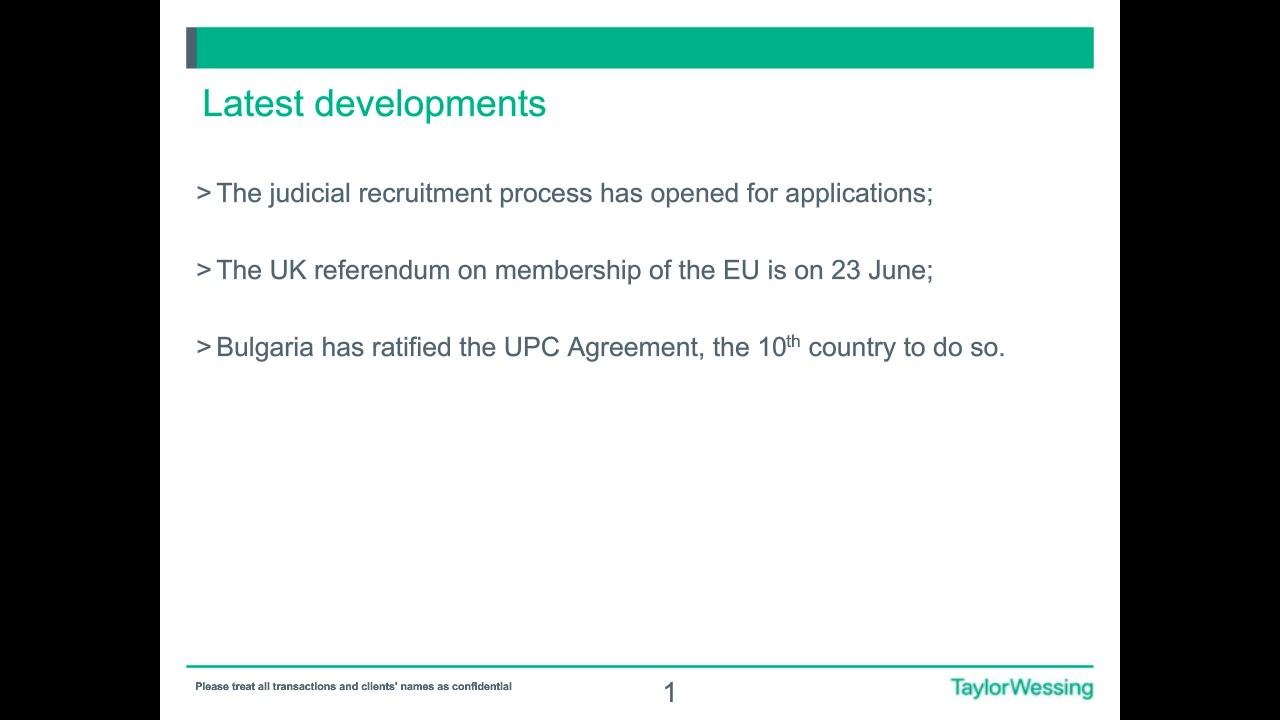 Latest developments
> The judicial recruitment process has opened for applications;
> The UK referendum on membership of the EU is on 23 June;
> Bulgaria has ratified the UPC Agreement, the 10th country to do so.
Please treat all transactions and clients' names as confidential
1
TaylorWessing